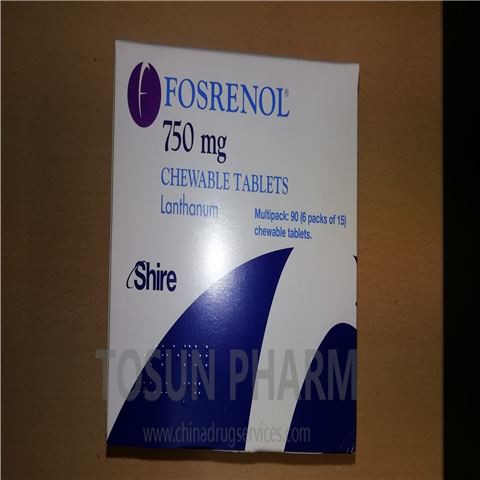 FOSRENOL®
750 mg
CHEWABLE TABLETS
Lanthanum
Multipack: 90 (6 packs of 15)
chewable tablets.
Shire
TOSUN PHARM
www.chinadrugservices.com